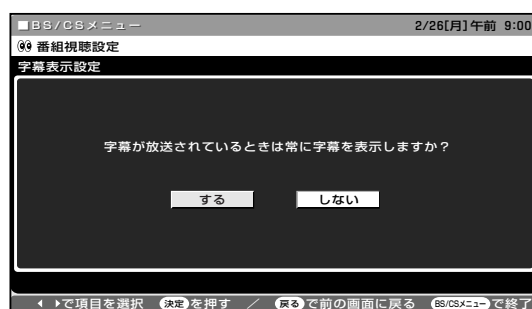 ■BS/CSメニュー 2/26[月]午前 9:00
番組視聴設定
字幕表示設定
字幕が放送されているときは常に字幕を表示しますか？
する しない
で項目を選択 決定を押す ／ 戻るで前の画面に戻る BS/CSメニューで終了